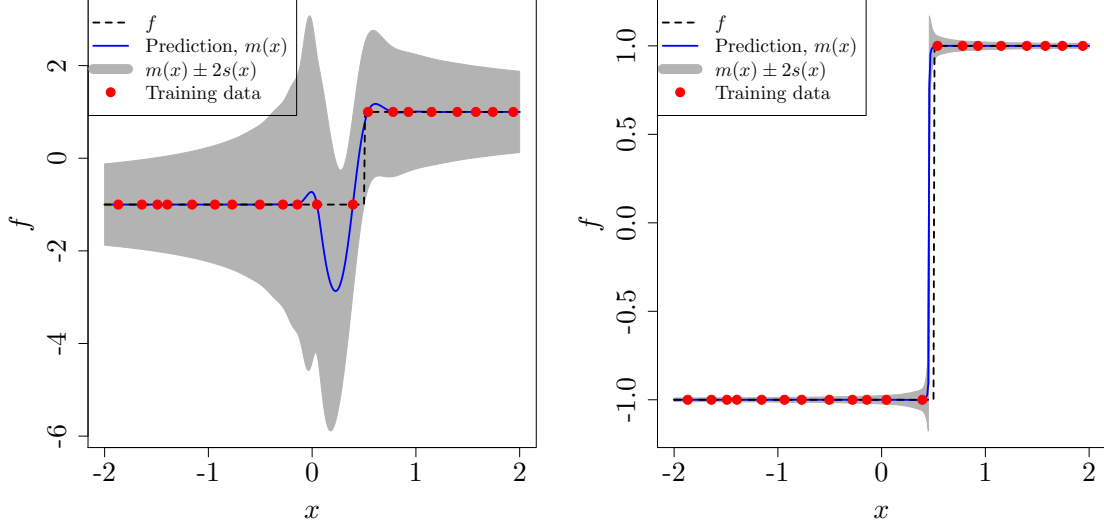 f
Prediction, m(x)
m(x) ± 2s(x)
Training data
2
0
-2
-4
-6
f
-2 -1 0 1 2
x
f
Prediction, m(x)
m(x) ± 2s(x)
Training data
1.0
0.5
0.0
-0.5
-1.0
f
-2 -1 0 1 2
x